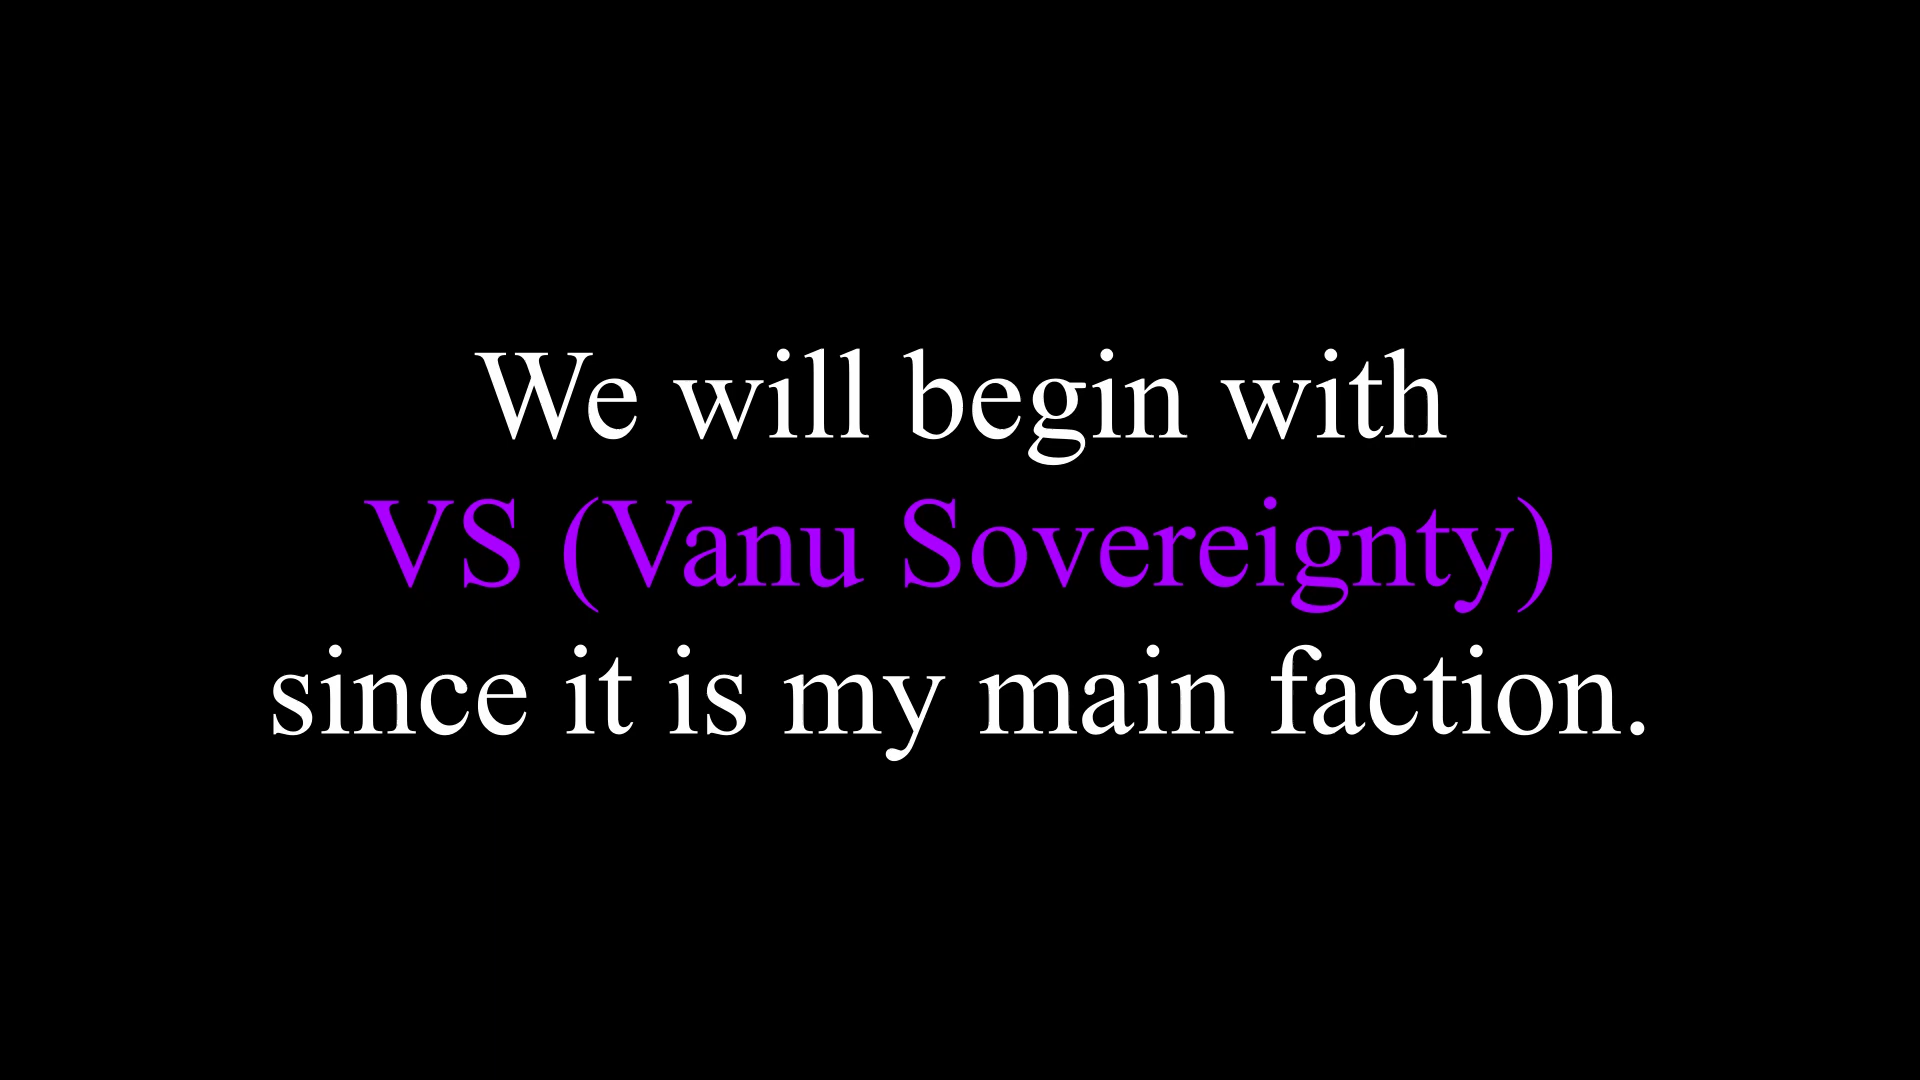 We will begin with
VS (Vanu Sovereignty)
since it is my main faction.